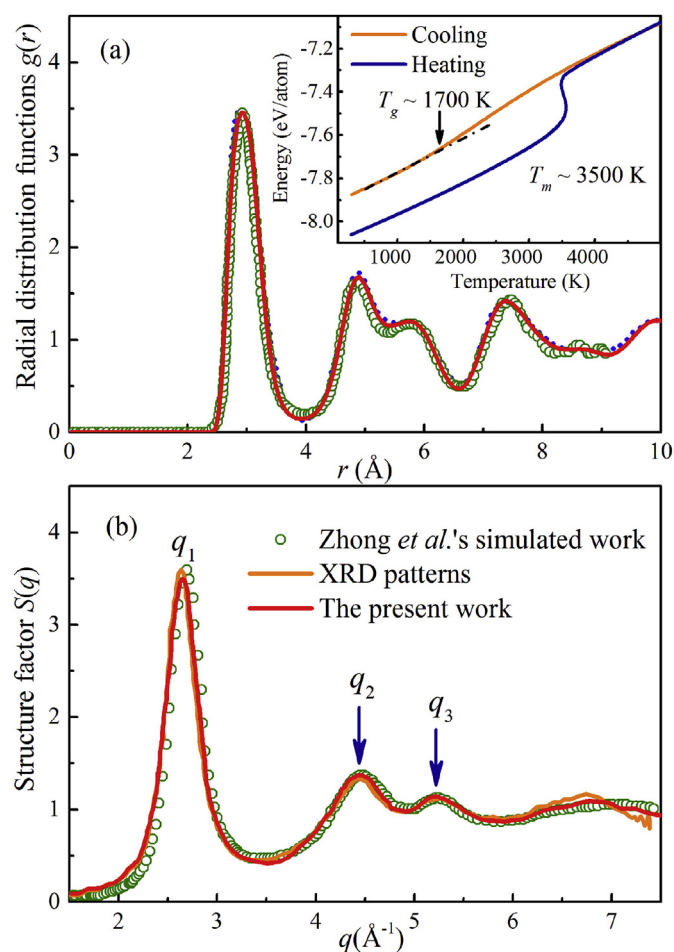 (a)
Radial distribution functions g(r)
4
3
2
1
0
0 2 4 6 8 10
r (Å)
Cooling
Heating
T_g ~ 1700 K
T_m ~ 3500 K
Energy (eV/atom)
-7.2
-7.4
-7.6
-7.8
-8.0
1000 2000 3000 4000
Temperature (K)
(b)
Structure factor S(q)
4
3
2
1
0
q₁
Zhong et al.'s simulated work
XRD patterns
The present work
q₂
q₃
2 3 4 5 6 7
q(Å⁻¹)